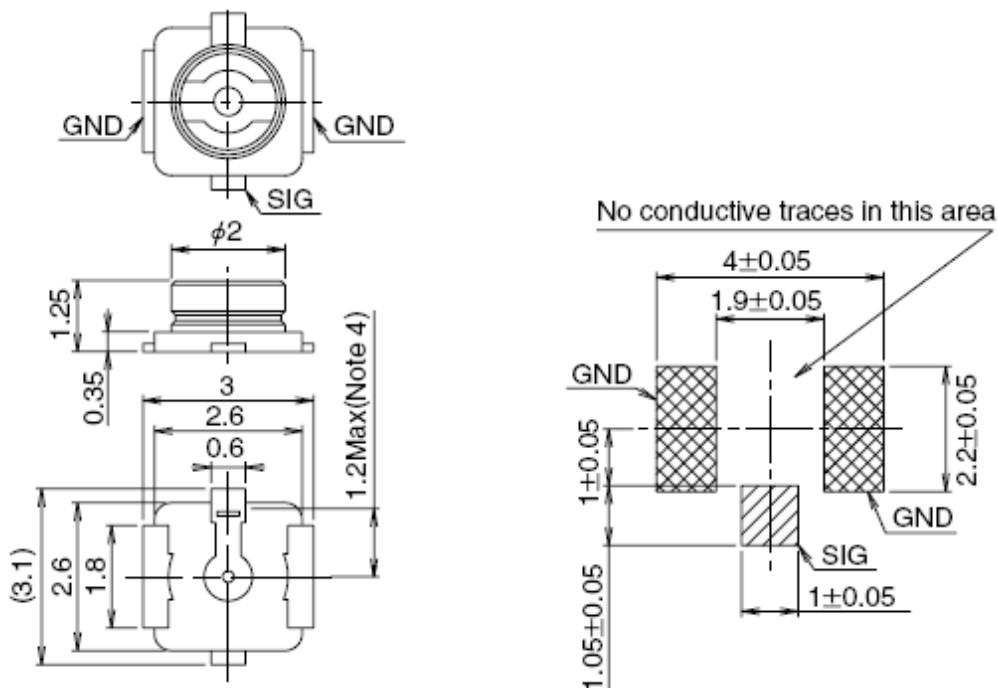 GND
GND
SIG
ϕ2
1.25
0.35
3
2.6
0.6
1.2Max(Note 4)
(3.1)
2.6
1.8
No conductive traces in this area
4±0.05
1.9±0.05
GND
1±0.05
2.2±0.05
GND
SIG
1±0.05
1.05±0.05